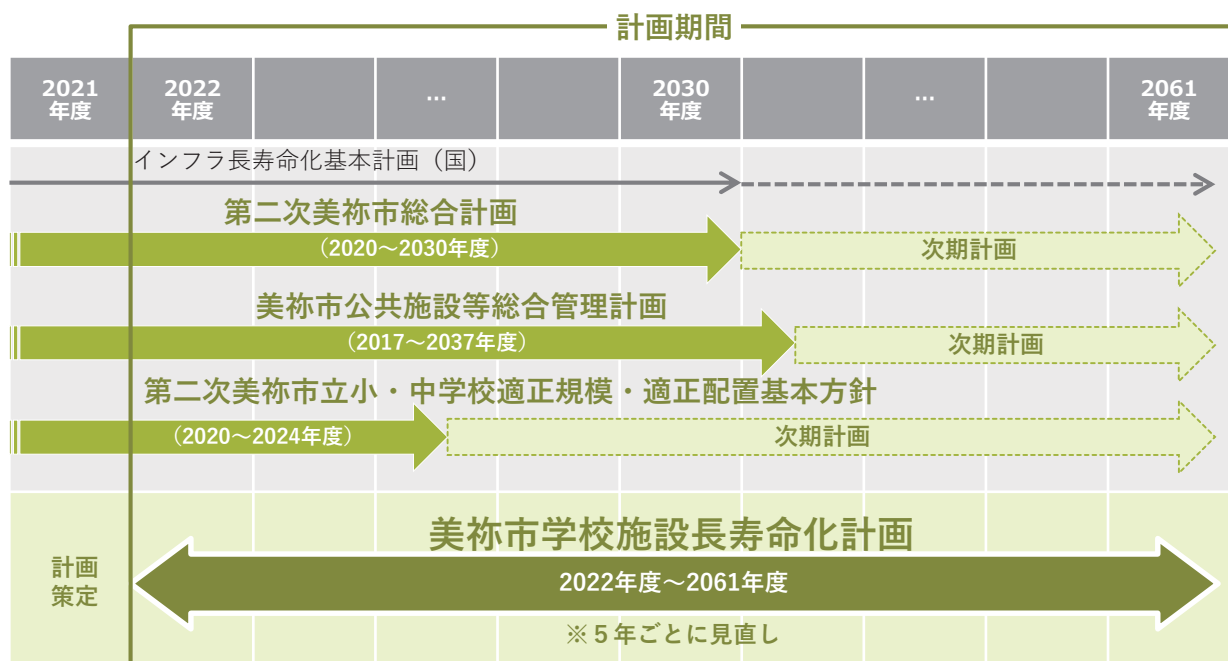 計画期間
2021
年度
2022
年度
…
2030
年度
…
2061
年度
インフラ長寿命化基本計画（国）
第二次美祢市総合計画
（2020～2030年度）
次期計画
美祢市公共施設等総合管理計画
（2017～2037年度）
次期計画
第二次美祢市立小・中学校適正規模・適正配置基本方針
（2020～2024年度）
次期計画
計画
策定
美祢市学校施設長寿命化計画
2022年度～2061年度
※５年ごとに見直し